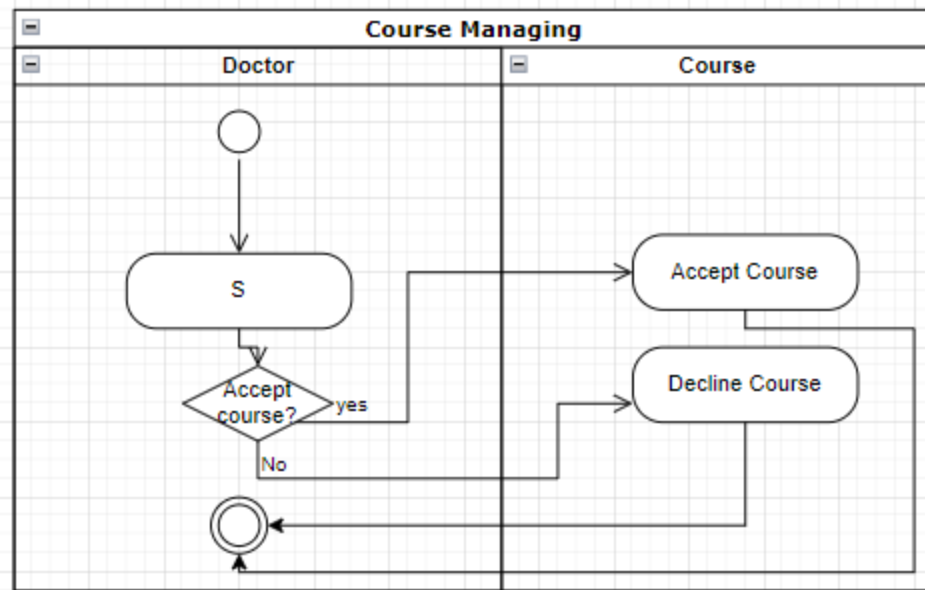 Course Managing
Doctor
Course
S
Accept Course
Accept
course?
yes
Decline Course
No